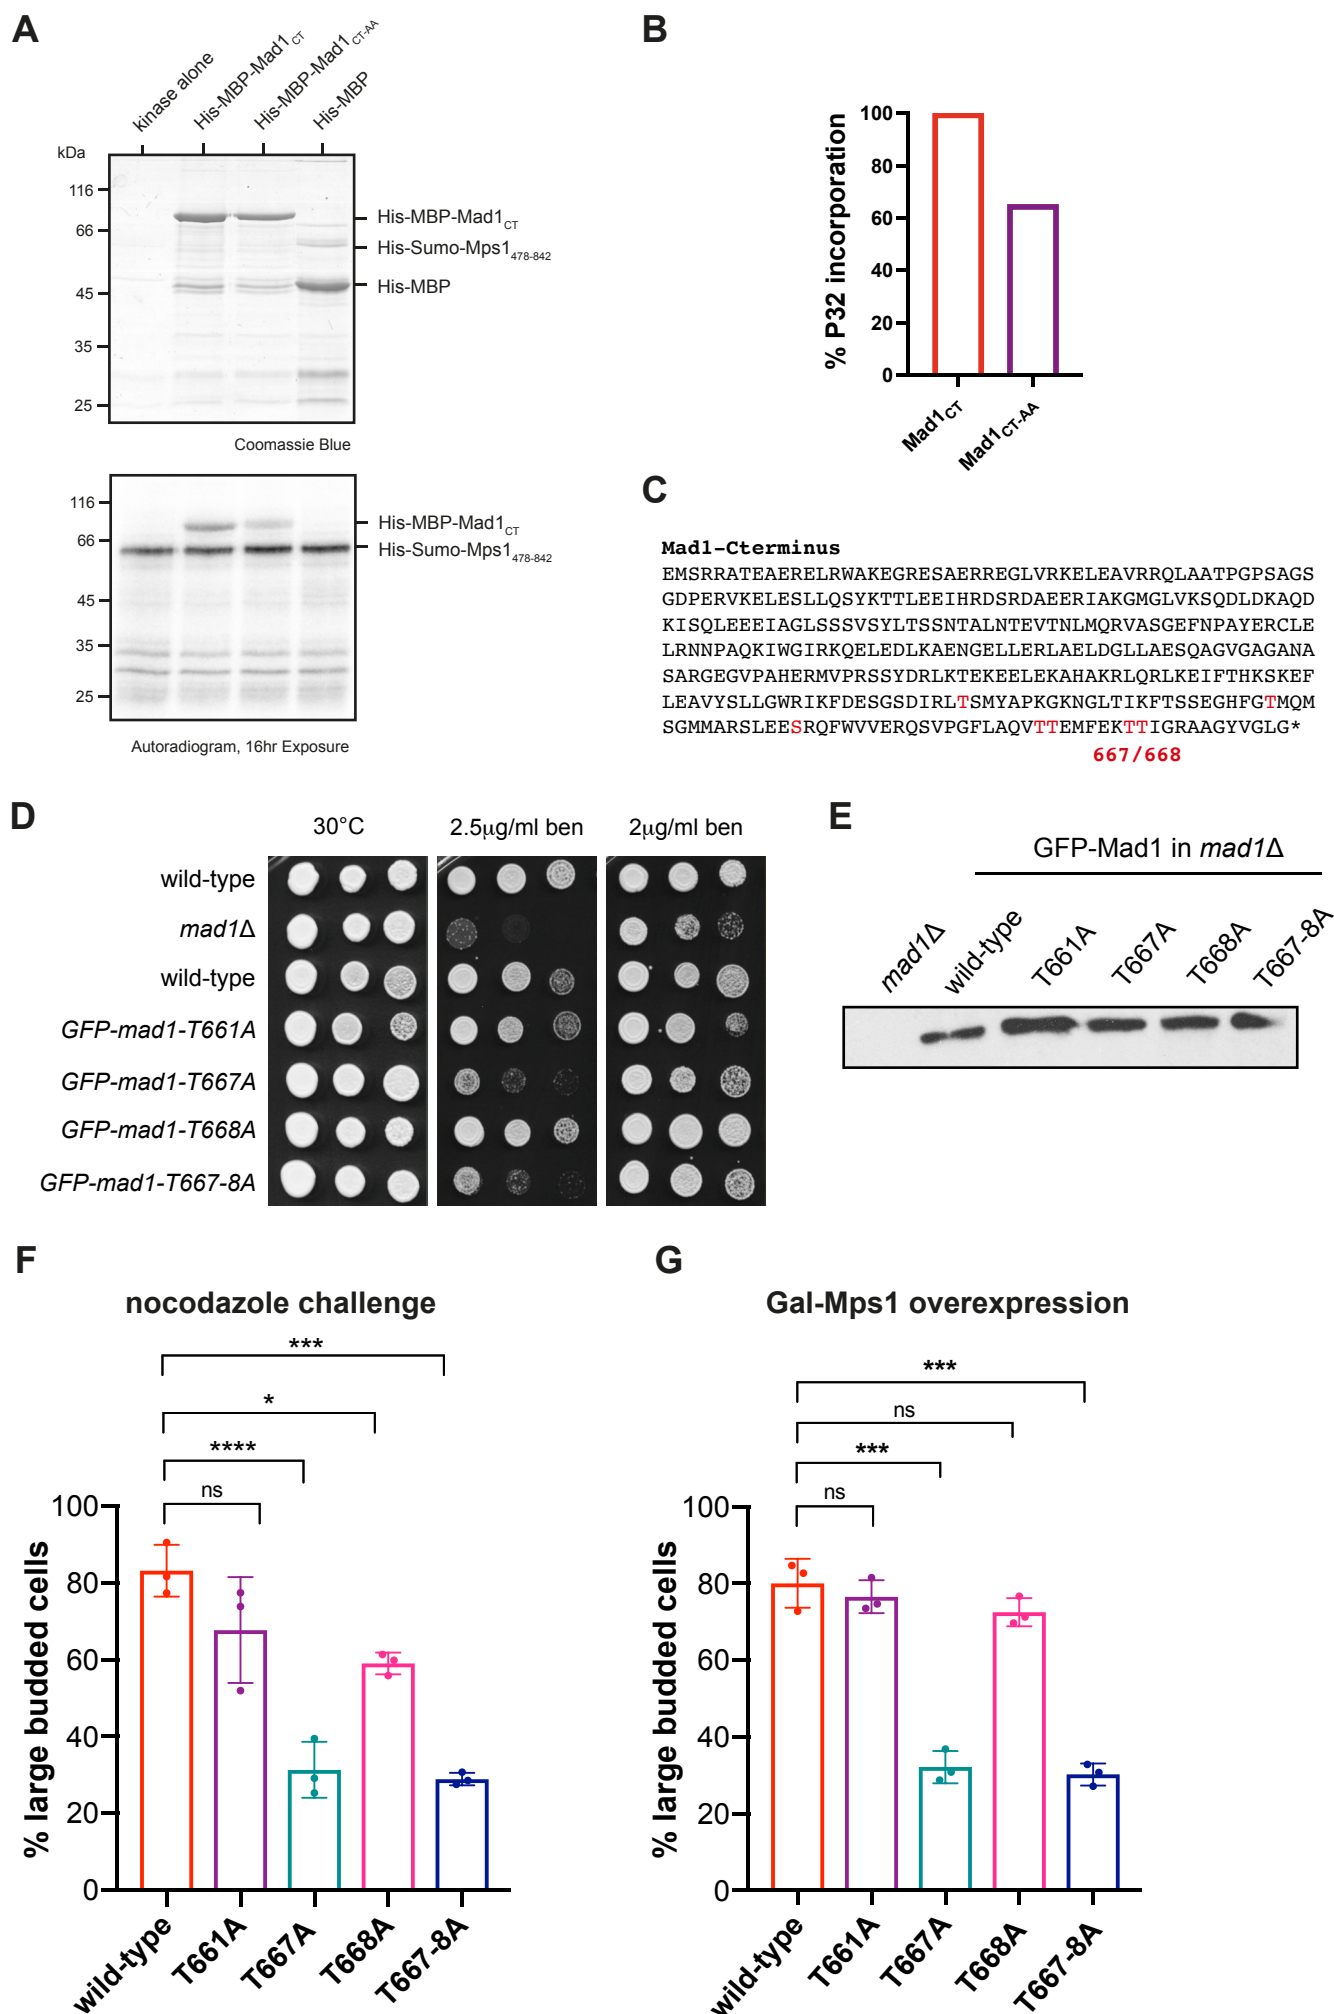 A
kinase alone
His-MBP-Mad1CT
His-MBP-Mad1CT-AA
His-MBP
kDa
116
66
45
35
25
His-MBP-Mad1CT
His-Sumo-Mps1478-842
His-MBP
Coomassie Blue
116
66
45
35
25
His-MBP-Mad1CT
His-Sumo-Mps1478-842
Autoradiogram, 16hr Exposure
B
% P32 incorporation
100
80
60
40
20
0
Mad1CT
Mad1CT-AA
C
Mad1-Cterminus
EMSRRATEAERELRWAKEGRESAERREGLVRKELEAVRRQLAATPGPSAGS
GDPERVKELESLLQSYKTTLEEIHRDSRDAEERIAKGMGLVKSQDLDKAQD
KISQLEEEIAGLSSSVSYLTSSNTALNTEVTNLMQRVASGEFNPAYERCLE
LRNNPAQKIWGIRKQELEDLKAENGELLERLAELDGLLAESQAGVGAGANA
SARGEGVPAHERMVPRSSYDRLKTEKEELEKAHAKRLQRLKEIFTHKSKEF
LEAVYSLLGWRIKFDESGSDIRLTSMYAPKGKNGLTIKFTSSEGHFGTMQM
SGMMARSLEESRQFWVVERQSVPGFLAQVTTEMFEKTTIGRAAGYVGLG*
667/668
D
30°C
2.5μg/ml ben
2μg/ml ben
wild-type
mad1Δ
wild-type
GFP-mad1-T661A
GFP-mad1-T667A
GFP-mad1-T668A
GFP-mad1-T667-8A
E
GFP-Mad1 in mad1Δ
mad1Δ
wild-type
T661A
T667A
T668A
T667-8A
F
nocodazole challenge
***
*
****
ns
% large budded cells
100
80
60
40
20
0
wild-type
T661A
T667A
T668A
T667-8A
G
Gal-Mps1 overexpression
***
ns
***
ns
% large budded cells
100
80
60
40
20
0
wild-type
T661A
T667A
T668A
T667-8A